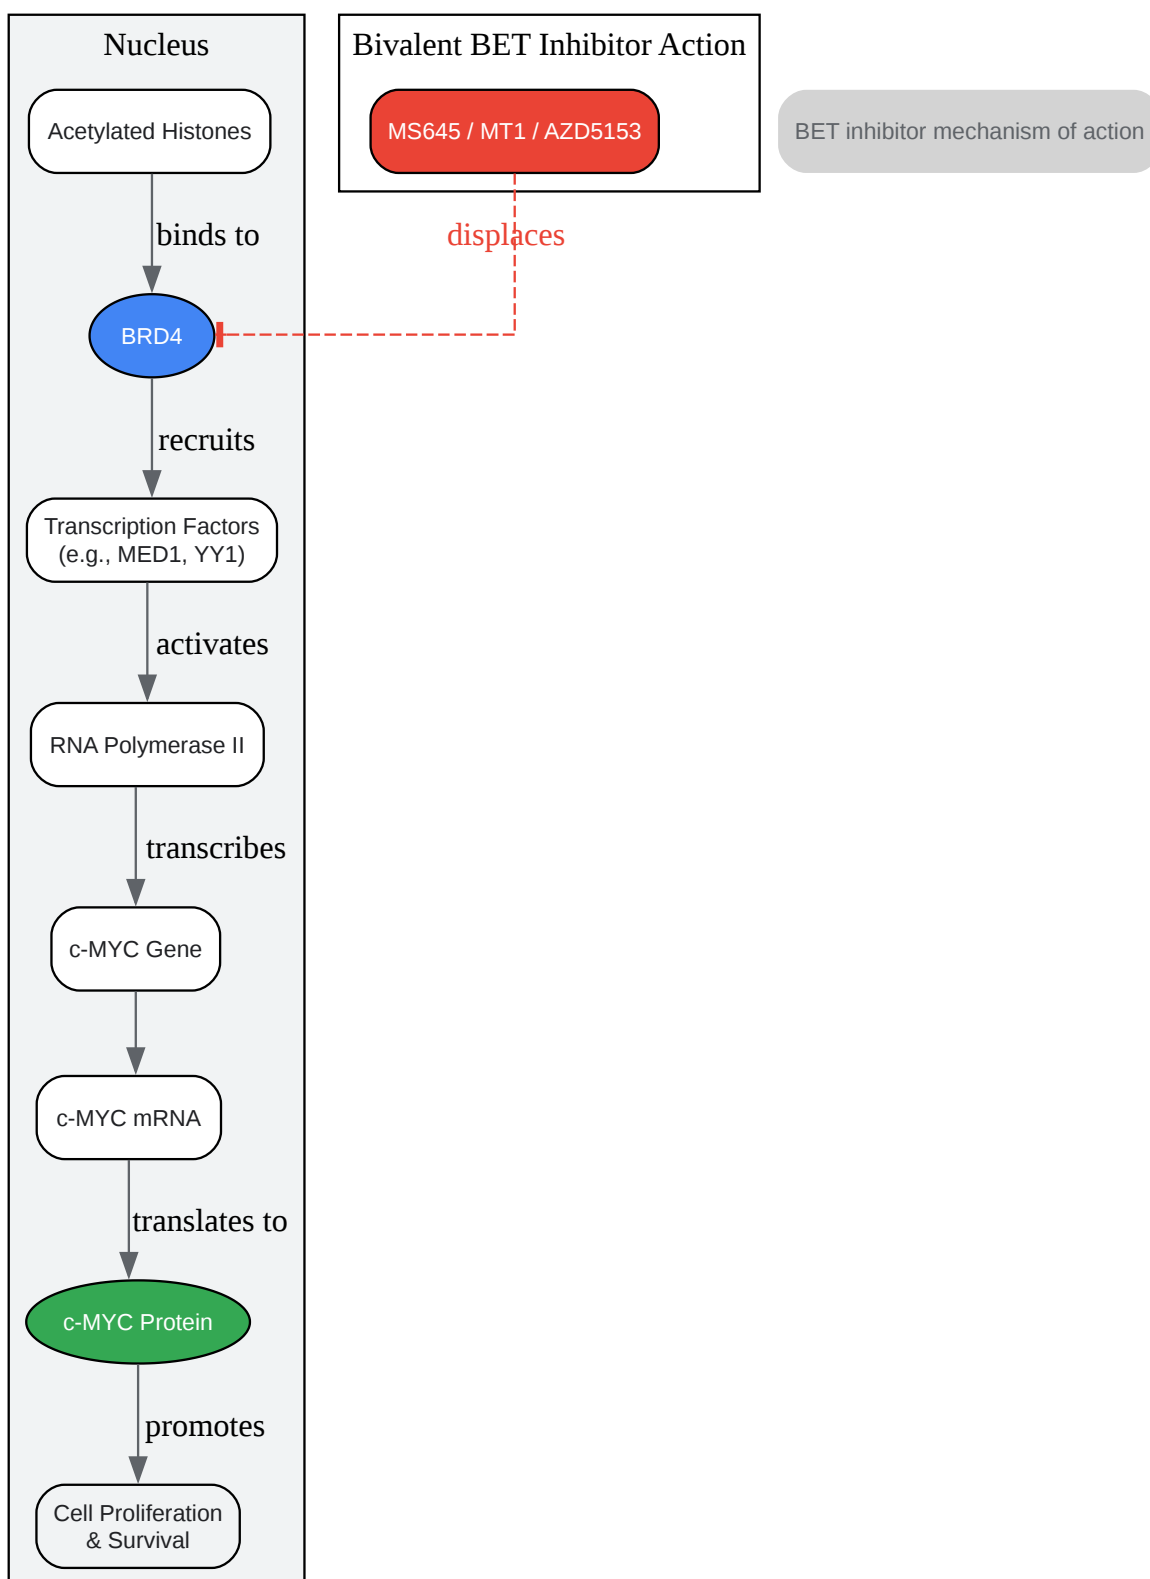 Nucleus
Acetylated Histones
binds to
BRD4
recruits
Transcription Factors
(e.g., MED1, YY1)
activates
RNA Polymerase II
transcribes
c-MYC Gene
c-MYC mRNA
translates to
c-MYC Protein
promotes
Cell Proliferation
& Survival
Bivalent BET Inhibitor Action
MS645 / MT1 / AZD5153
displaces
BET inhibitor mechanism of action